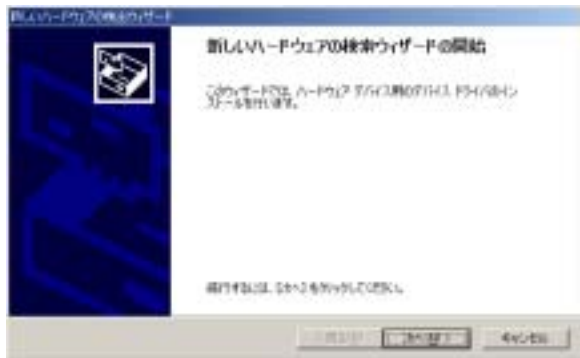 新しいハードウェアの検索ウィザード
新しいハードウェアの検索ウィザードの開始
このウィザードでは、ハードウェア デバイス用のデバイス ドライバのイン
ストールを行います。
続行するには、[次へ] をクリックしてください。
次へ(N) >
キャンセル